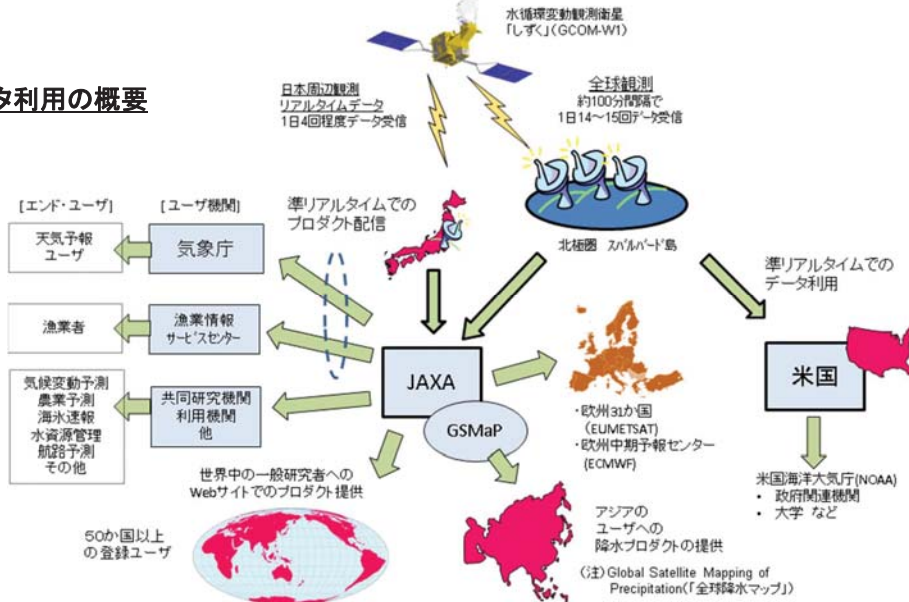 タ利用の概要
水循環変動観測衛星
「しずく」(GCOM-W1)
日本周辺観測
リアルタイムデータ
1日4回程度データ受信
全球観測
約100分間隔で
1日14～15回データ受信
北極圏 スバルバード島
[エンド・ユーザ]
[ユーザ機関]
準リアルタイムでの
プロダクト配信
天気予報
ユーザ
気象庁
漁業者
漁業情報
サービスセンター
気候変動予測
農業予測
海氷速報
水資源管理
航路予測
その他
共同研究機関
利用機関
他
JAXA
GSMaP
・欧州31か国
(EUMETSAT)
・欧州中期予報センター
(ECMWF)
準リアルタイムでの
データ利用
米国
米国海洋大気庁(NOAA)
・ 政府関連機関
・ 大学 など
世界中の一般研究者への
Webサイトでのプロダクト提供
50か国以上
の登録ユーザ
アジアの
ユーザへの
降水プロダクトの提供
(注)Global Satellite Mapping of
Precipitation(「全球降水マップ」)